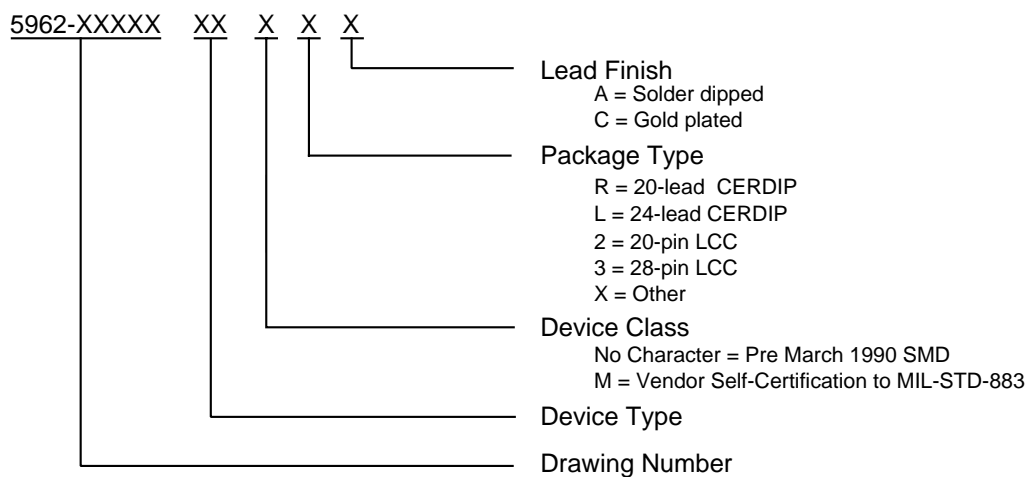 5962-XXXXX XX X X X
Lead Finish
A = Solder dipped
C = Gold plated
Package Type
R = 20-lead CERDIP
L = 24-lead CERDIP
2 = 20-pin LCC
3 = 28-pin LCC
X = Other
Device Class
No Character = Pre March 1990 SMD
M = Vendor Self-Certification to MIL-STD-883
Device Type
Drawing Number